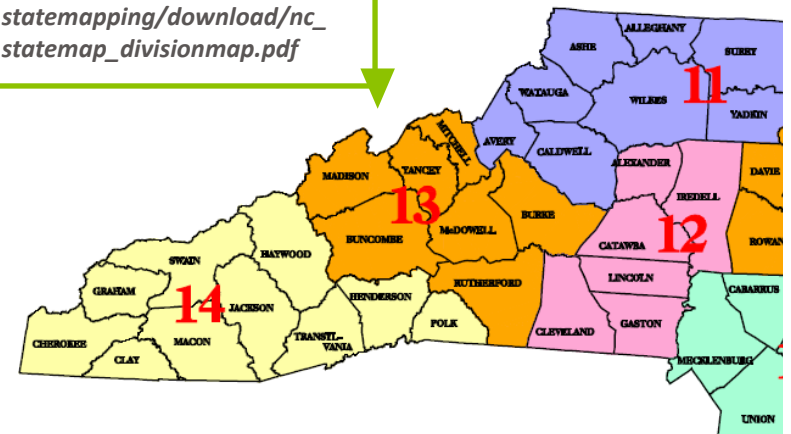 statemapping/download/nc_
statemap_divisionmap.pdf
ALLEGHANY
ASHE
SURRY
WATAUGA
WILKES
11
YADKIN
AVERY
CALDWELL
MITCHELL
ALEXANDER
MADISON
YANCEY
DAVIE
IREDELL
13
BURKE
McDOWELL
BUNCOMBE
CATAWBA
12
ROWAN
SWAIN
HAYWOOD
LINCOLN
RUTHERFORD
CABARRUS
GRAHAM
HENDERSON
14
JACKSON
POLK
GASTON
CLEVELAND
TRANSYL-
VANIA
CHEROKEE
MACON
CLAY
MECKLENBURG
UNION